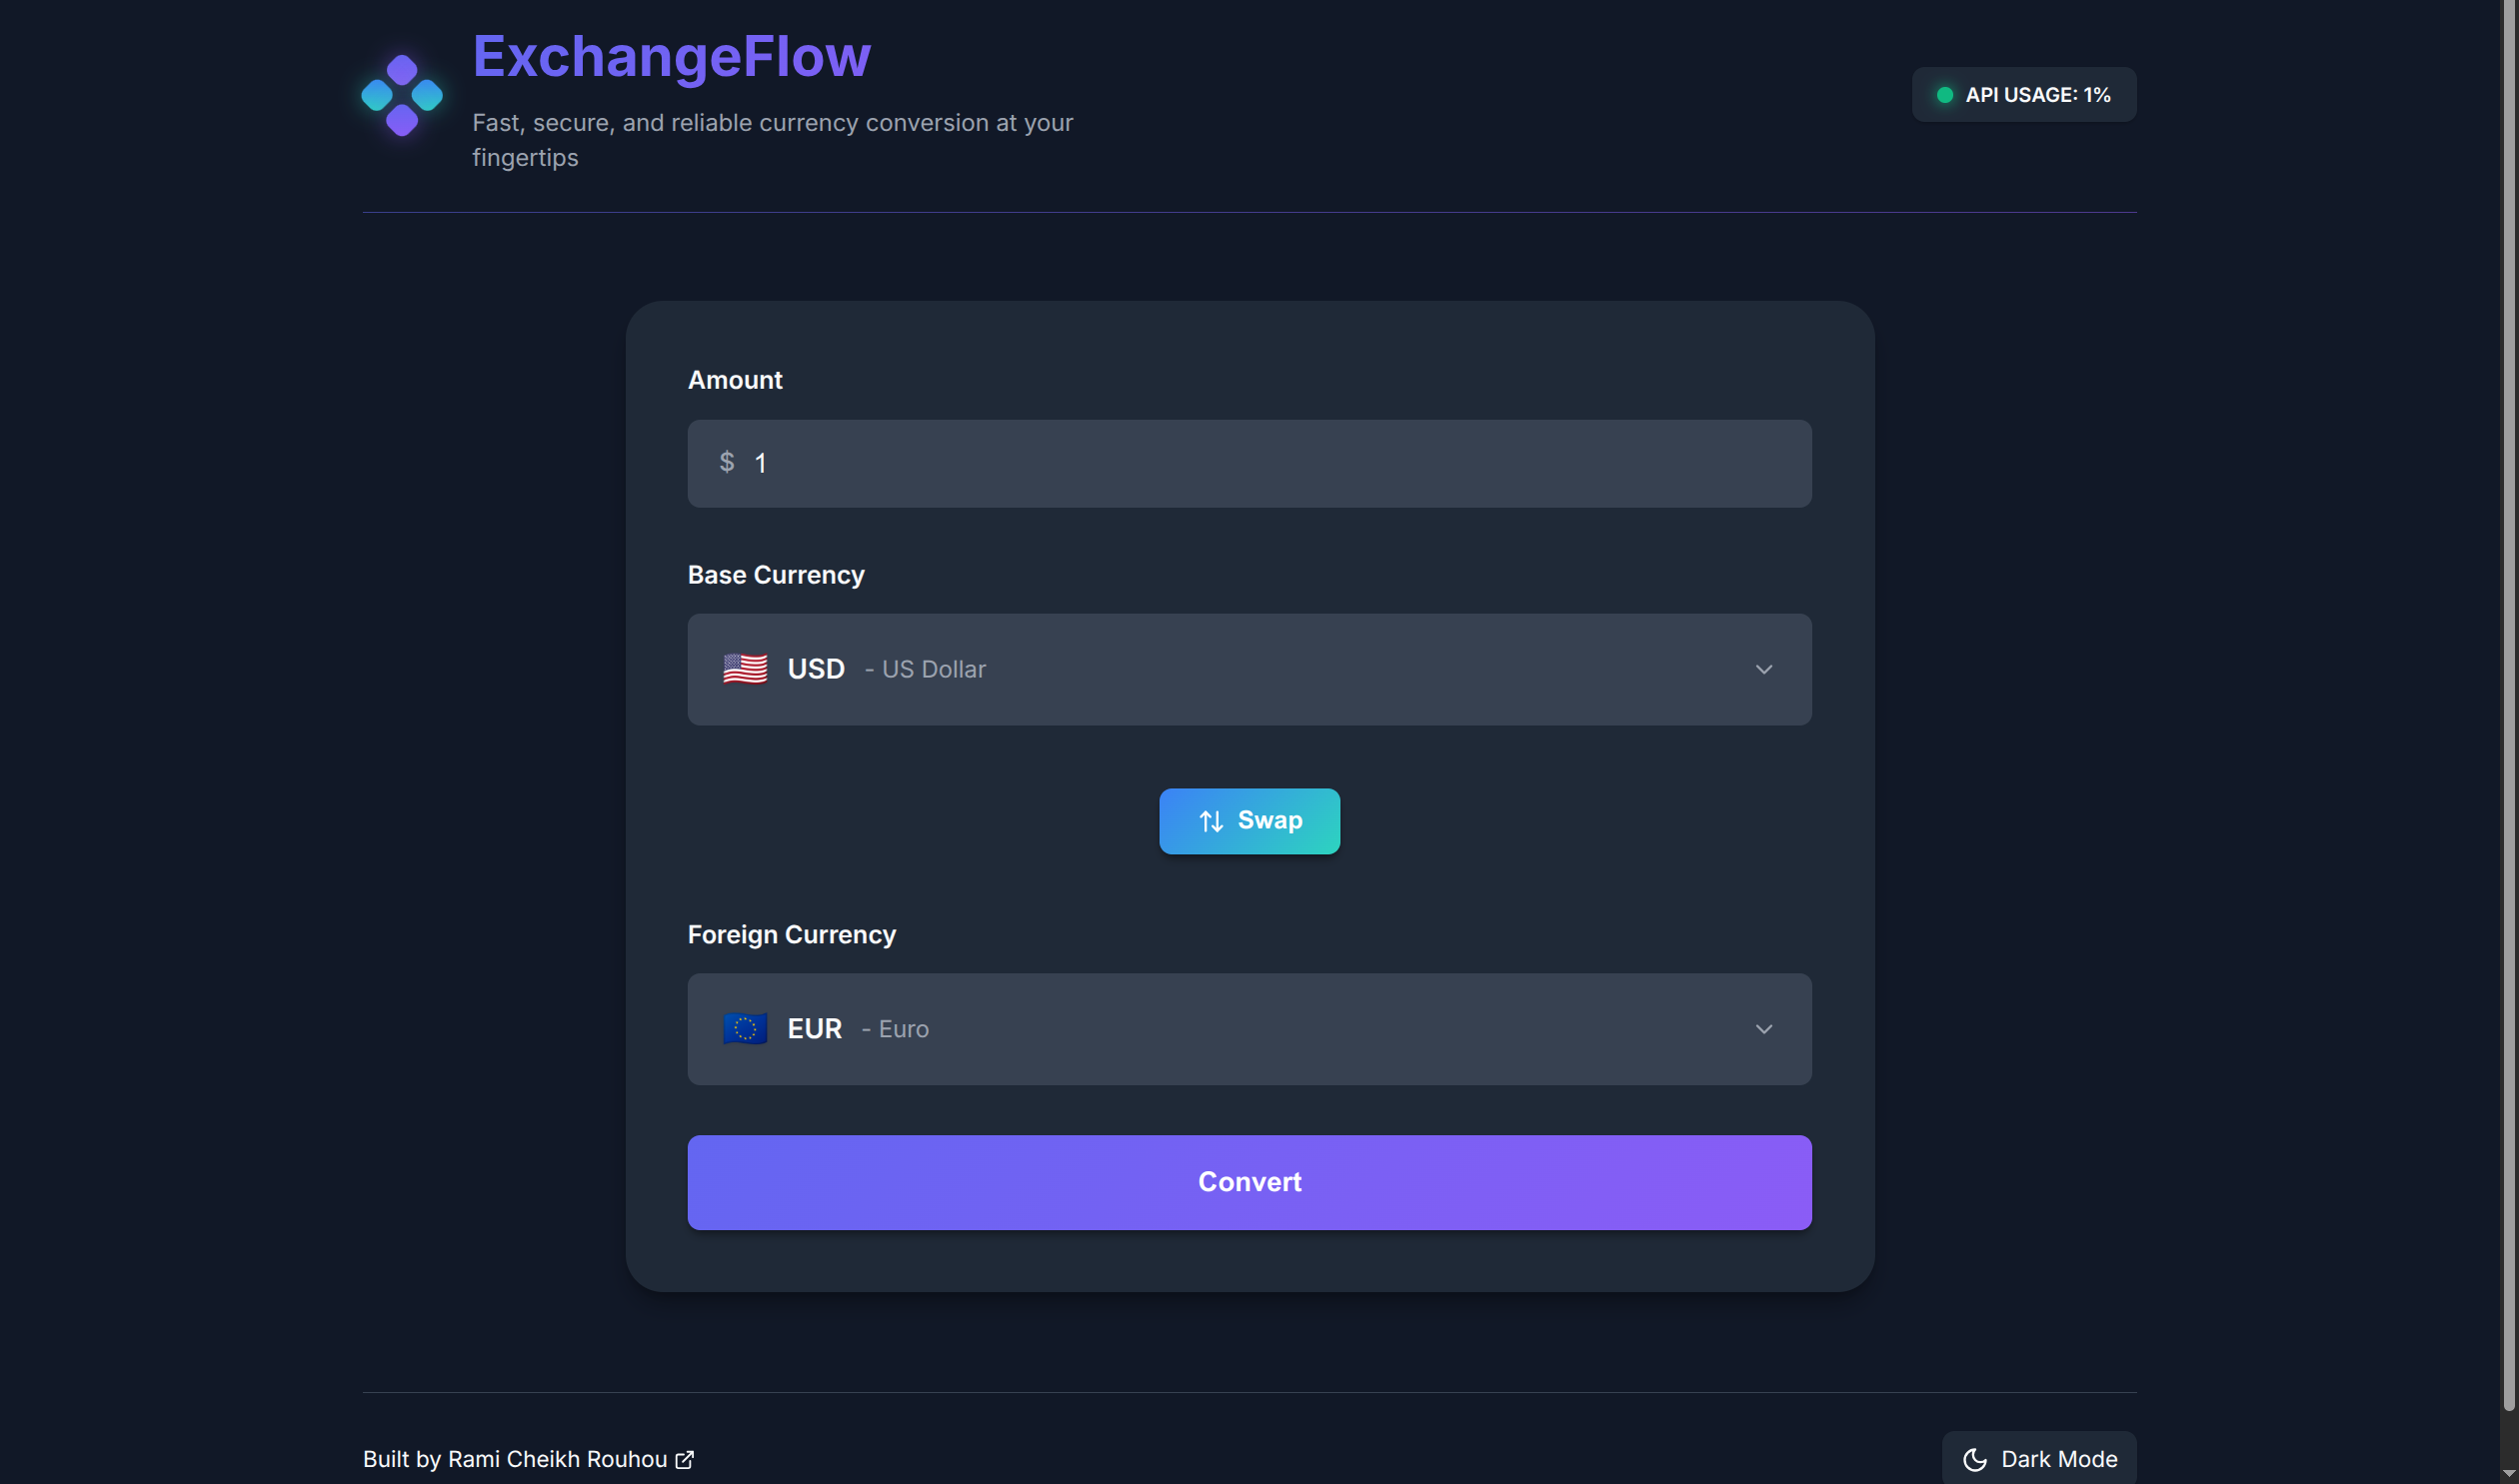 ExchangeFlow
Fast, secure, and reliable currency conversion at your
fingertips
API USAGE: 1%
Amount
$ 1
Base Currency
USD - US Dollar
Swap
Foreign Currency
EUR - Euro
Convert
Built by Rami Cheikh Rouhou
Dark Mode